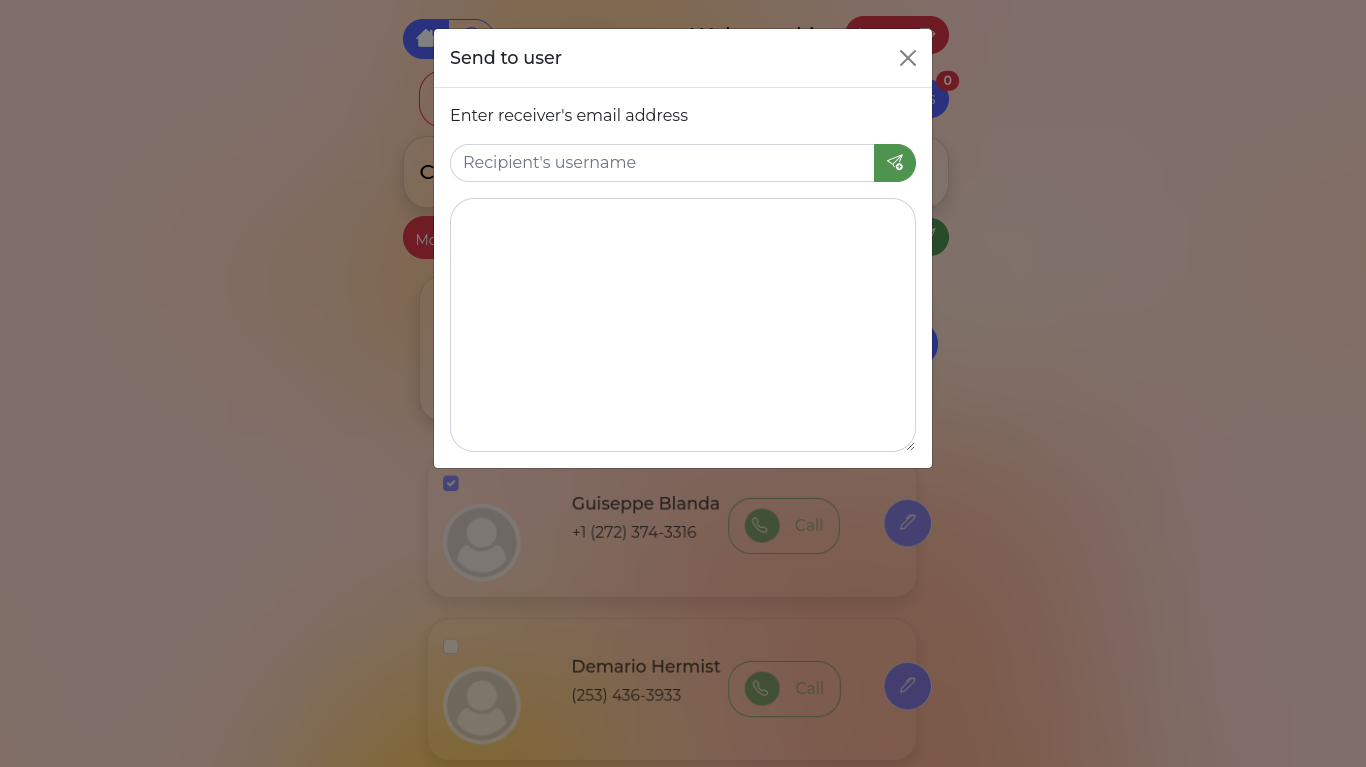 0
Send to user
Enter receiver's email address
Recipient's username
Guiseppe Blanda
+1 (272) 374-3316
Call
Demario Hermist
(253) 436-3933
Call